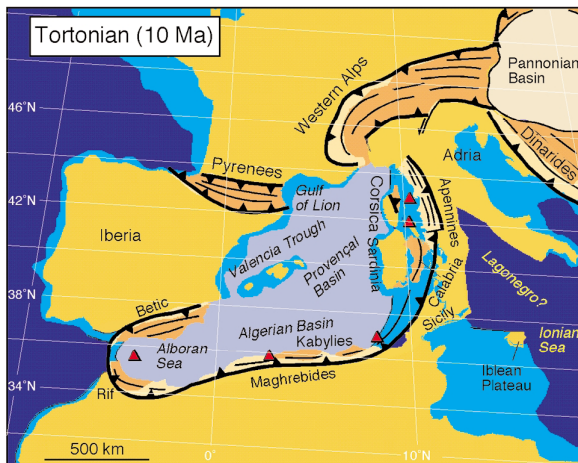 Tortonian (10 Ma)
Pannonian
Basin
Western Alps
46°N
Dinarides
Adria
Pyrenees
Gulf
of Lion
42°N
Corsica
Sardinia
Apennines
Iberia
Valencia Trough
Provençal
Basin
Lagonegro?
38°N
Betic
Calabria
Sicily
Algerian Basin
Kabylies
Ionian
Sea
Alboran
Sea
Iblean
Plateau
34°N
Rif
Maghrebides
500 km
0°
10°N